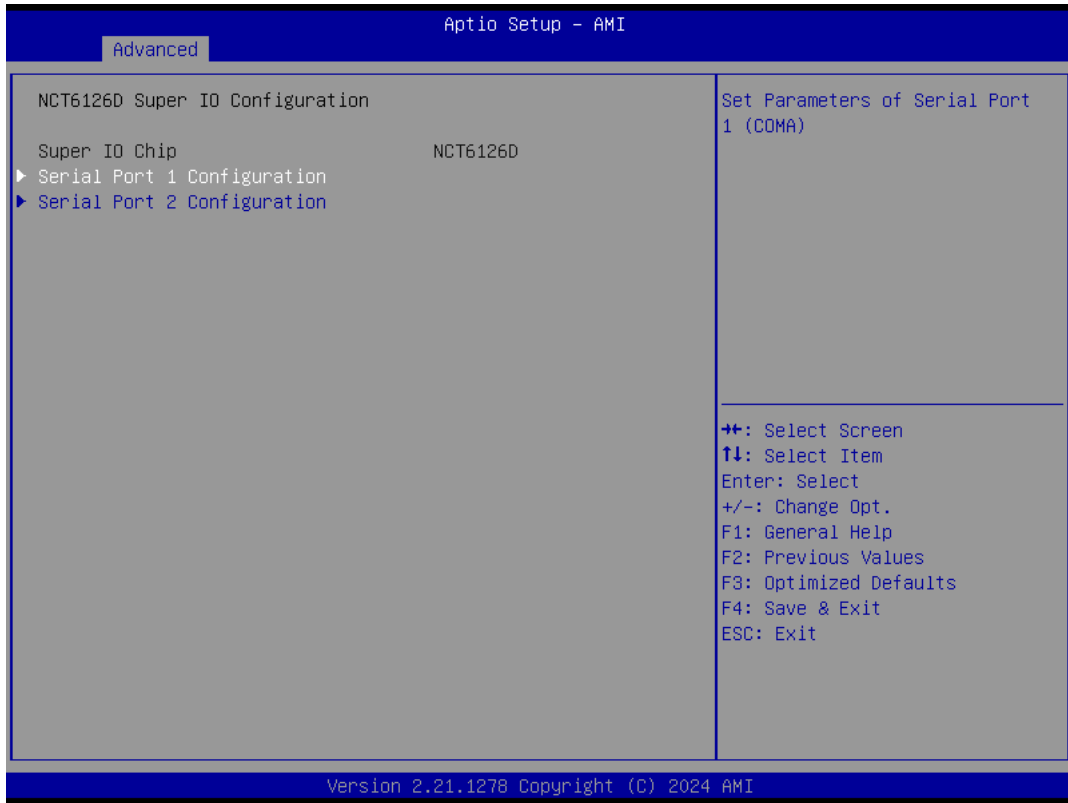 Aptio Setup – AMI
Advanced
NCT6126D Super IO Configuration
Super IO Chip NCT6126D
▶ Serial Port 1 Configuration
▶ Serial Port 2 Configuration
Set Parameters of Serial Port
1 (COMA)
→←: Select Screen
↑↓: Select Item
Enter: Select
+/-: Change Opt.
F1: General Help
F2: Previous Values
F3: Optimized Defaults
F4: Save & Exit
ESC: Exit
Version 2.21.1278 Copyright (C) 2024 AMI